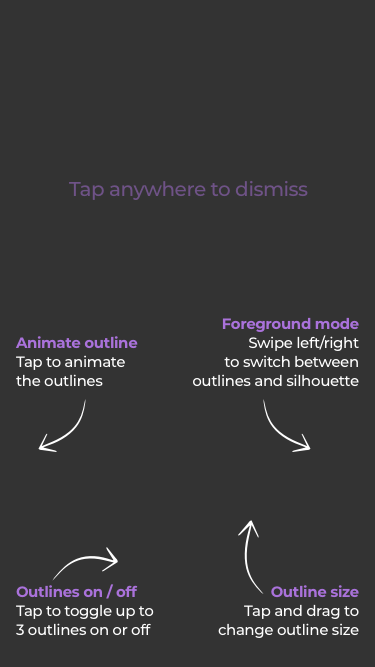 Tap anywhere to dismiss
Animate outline
Tap to animate
the outlines
Foreground mode
Swipe left/right
to switch between
outlines and silhouette
Outlines on / off
Tap to toggle up to
3 outlines on or off
Outline size
Tap and drag to
change outline size